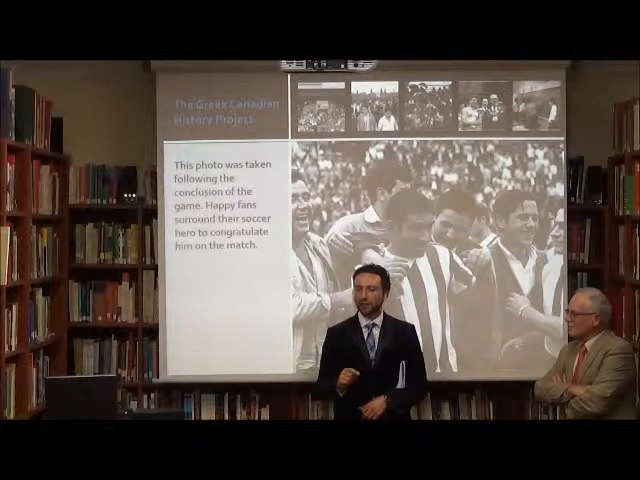 The Greek Canadian
History Project
This photo was taken
following the
conclusion of the
game. Happy fans
surround their soccer
hero to congratulate
him on the match.